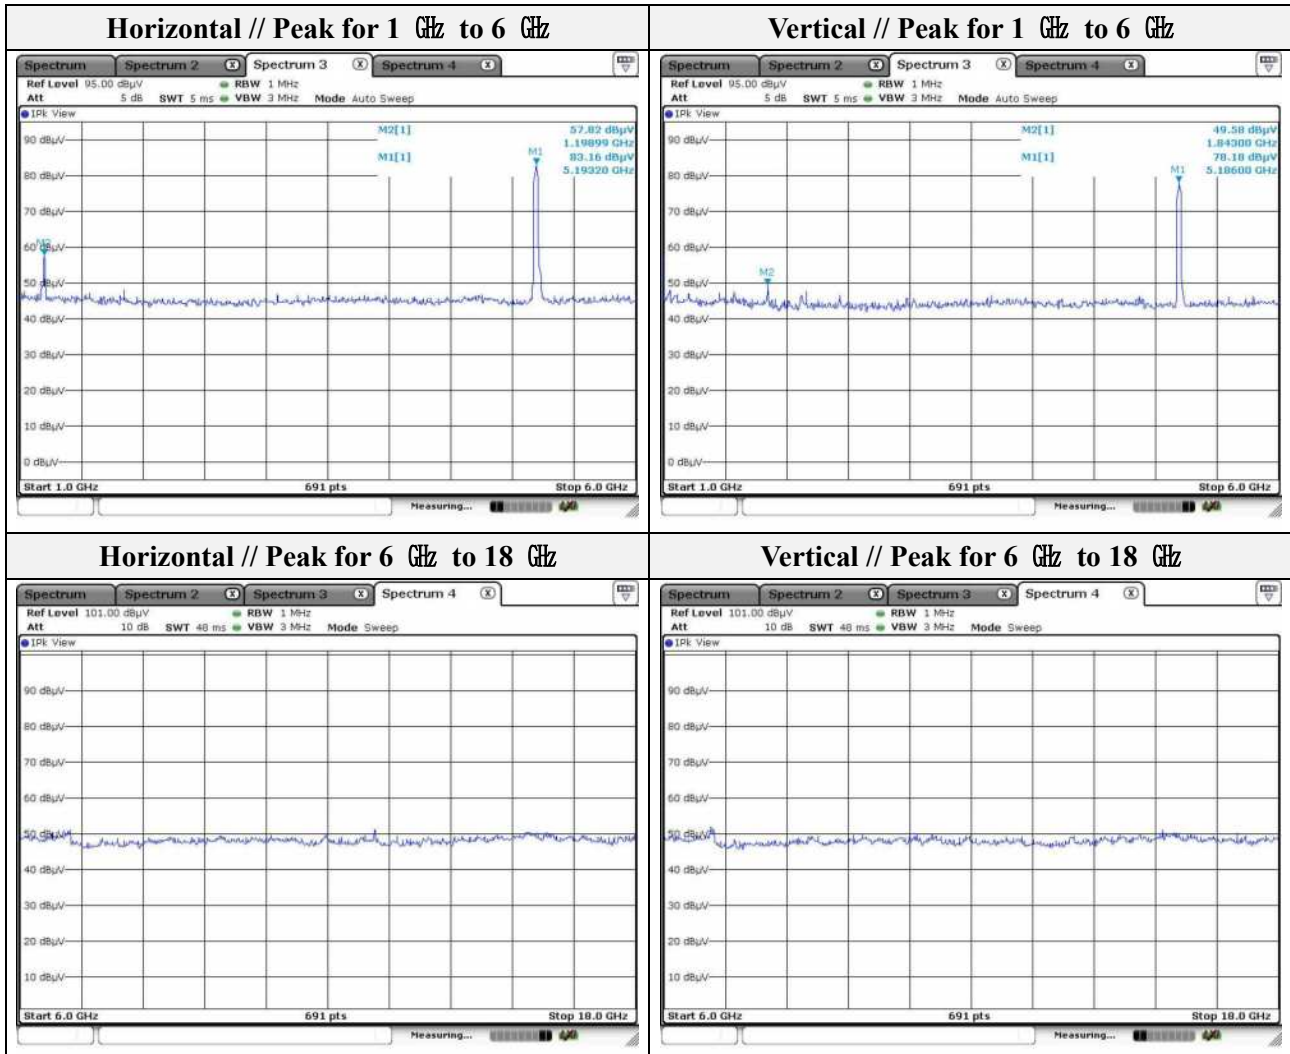 Horizontal // Peak for 1 ㎓ to 6 ㎓
Spectrum Spectrum 2 X Spectrum 3 X Spectrum 4 X
Ref Level 95.00 dBµV RBW 1 MHz
Att 5 dB SWT 5 ms VBW 3 MHz Mode Auto Sweep
1Pk View
M2[1] 57.82 dBµV
1.19899 GHz
M1[1] 83.16 dBµV
5.19320 GHz
M1
M2
90 dBµV
80 dBµV
70 dBµV
60 dBµV
50 dBµV
40 dBµV
30 dBµV
20 dBµV
10 dBµV
0 dBµV
Start 1.0 GHz 691 pts Stop 6.0 GHz
Measuring...
Vertical // Peak for 1 ㎓ to 6 ㎓
Spectrum Spectrum 2 X Spectrum 3 X Spectrum 4 X
Ref Level 95.00 dBµV RBW 1 MHz
Att 5 dB SWT 5 ms VBW 3 MHz Mode Auto Sweep
1Pk View
M2[1] 49.58 dBµV
1.84300 GHz
M1[1] 78.18 dBµV
5.18600 GHz
M1
M2
90 dBµV
80 dBµV
70 dBµV
60 dBµV
50 dBµV
40 dBµV
30 dBµV
20 dBµV
10 dBµV
0 dBµV
Start 1.0 GHz 691 pts Stop 6.0 GHz
Measuring...
Horizontal // Peak for 6 ㎓ to 18 ㎓
Spectrum Spectrum 2 X Spectrum 3 X Spectrum 4 X
Ref Level 101.00 dBµV RBW 1 MHz
Att 10 dB SWT 48 ms VBW 3 MHz Mode Sweep
1Pk View
90 dBµV
80 dBµV
70 dBµV
60 dBµV
50 dBµV
40 dBµV
30 dBµV
20 dBµV
10 dBµV
Start 6.0 GHz 691 pts Stop 18.0 GHz
Measuring...
Vertical // Peak for 6 ㎓ to 18 ㎓
Spectrum Spectrum 2 X Spectrum 3 X Spectrum 4 X
Ref Level 101.00 dBµV RBW 1 MHz
Att 10 dB SWT 48 ms VBW 3 MHz Mode Sweep
1Pk View
90 dBµV
80 dBµV
70 dBµV
60 dBµV
50 dBµV
40 dBµV
30 dBµV
20 dBµV
10 dBµV
Start 6.0 GHz 691 pts Stop 18.0 GHz
Measuring...